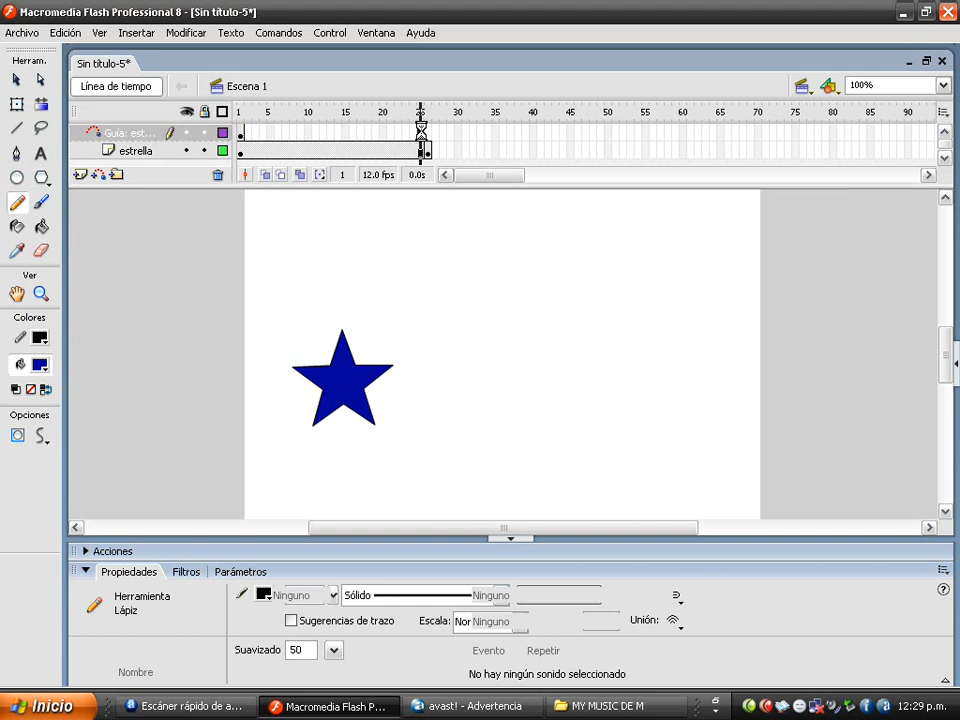 Macromedia Flash Professional 8 - [Sin título-5*]
Archivo Edición Ver Insertar Modificar Texto Comandos Control Ventana Ayuda
Herram.
Sin título-5*
Línea de tiempo Escena 1 100%
1 5 10 15 20 25 30 35 40 45 50 55 60 65 70 75 80 85 90
Guía: est...
estrella
1 12.0 fps 0.0s
Ver
Colores
Opciones
Acciones
Propiedades Filtros Parámetros
Herramienta
Lápiz
Ninguno Sólido Ninguno
Sugerencias de trazo Escala: Nor Ninguno Unión:
Suavizado 50 Evento Repetir
Nombre No hay ningún sonido seleccionado
Inicio Escáner rápido de a... Macromedia Flash P... avast! - Advertencia MY MUSIC DE M 12:29 p.m.